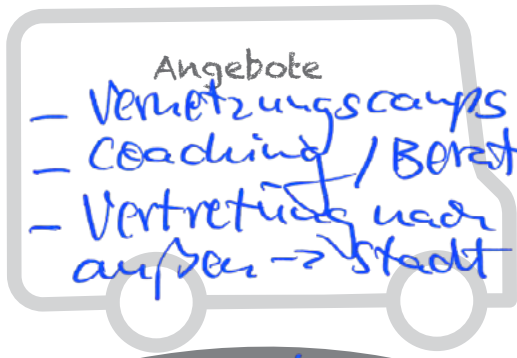 Angebote
- Vernetzungscamps
- Coaching / Berat
- Vertretung nach
außen -> Stadt